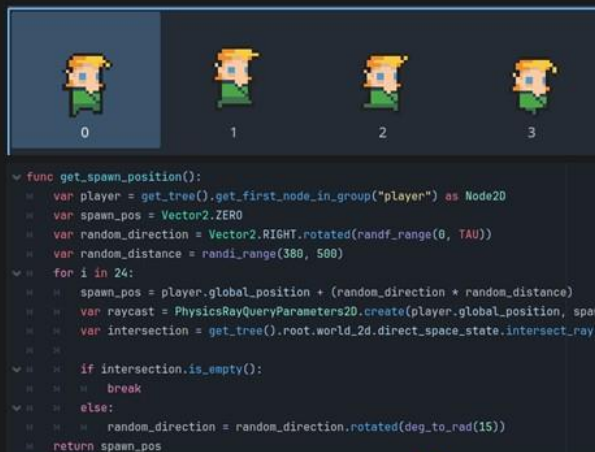 0 1 2 3
func get_spawn_position():
var player = get_tree().get_first_node_in_group("player") as Node2D
var spawn_pos = Vector2.ZERO
var random_direction = Vector2.RIGHT.rotated(randf_range(0, TAU))
var random_distance = randi_range(380, 500)
for i in 24:
spawn_pos = player.global_position + (random_direction * random_distance)
var raycast = PhysicsRayQueryParameters2D.create(player.global_position, spa
var intersection = get_tree().root.world_2d.direct_space_state.intersect_ray
if intersection.is_empty():
break
else:
random_direction = random_direction.rotated(deg_to_rad(15))
return spawn_pos